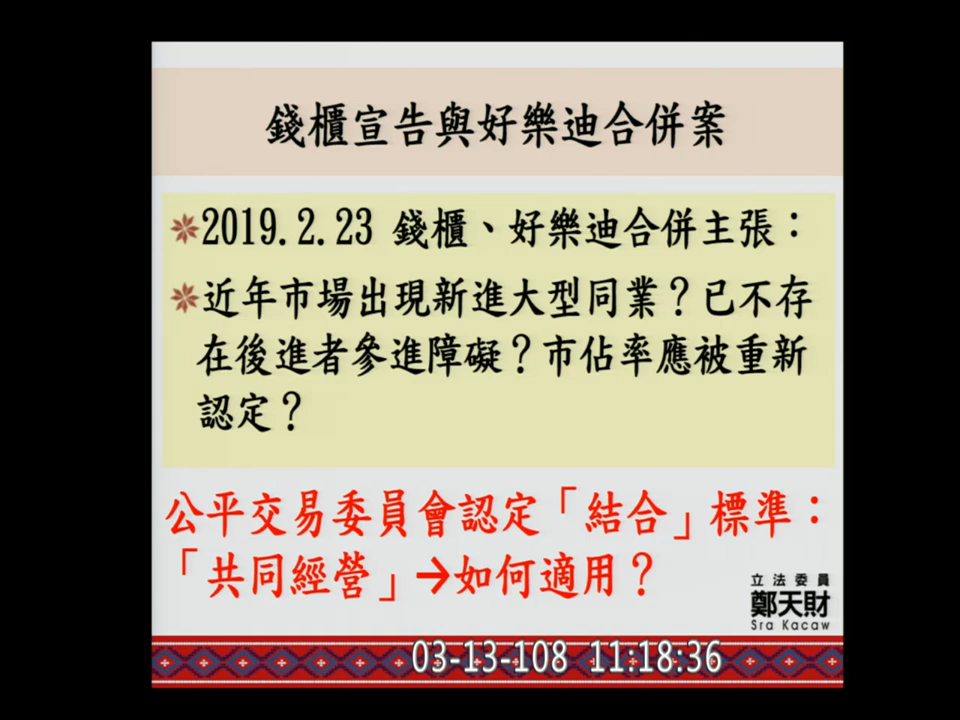 錢櫃宣告與好樂迪合併案
2019.2.23 錢櫃、好樂迪合併主張：
近年市場出現新進大型同業？已不存
在後進者參進障礙？市佔率應被重新
認定？
公平交易委員會認定「結合」標準：
「共同經營」→如何適用？
立法委員
鄭天財
Sra Kacaw
03-13-108 11:18:36